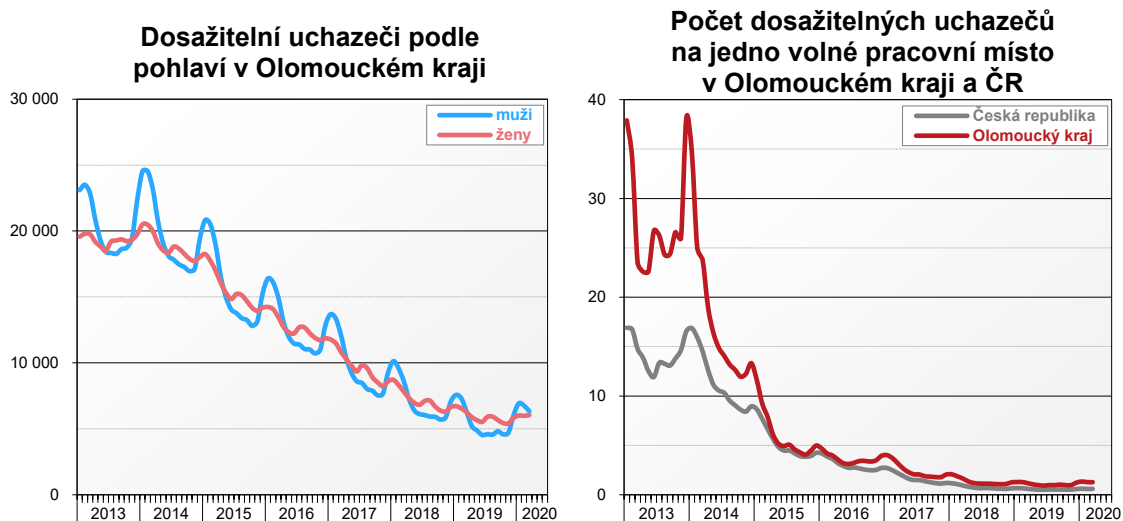 Dosažitelní uchazeči podle
pohlaví v Olomouckém kraji
30 000
20 000
10 000
0
muži
ženy
2013 2014 2015 2016 2017 2018 2019 2020
Počet dosažitelných uchazečů
na jedno volné pracovní místo
v Olomouckém kraji a ČR
40
30
20
10
0
Česká republika
Olomoucký kraj
2013 2014 2015 2016 2017 2018 2019 2020